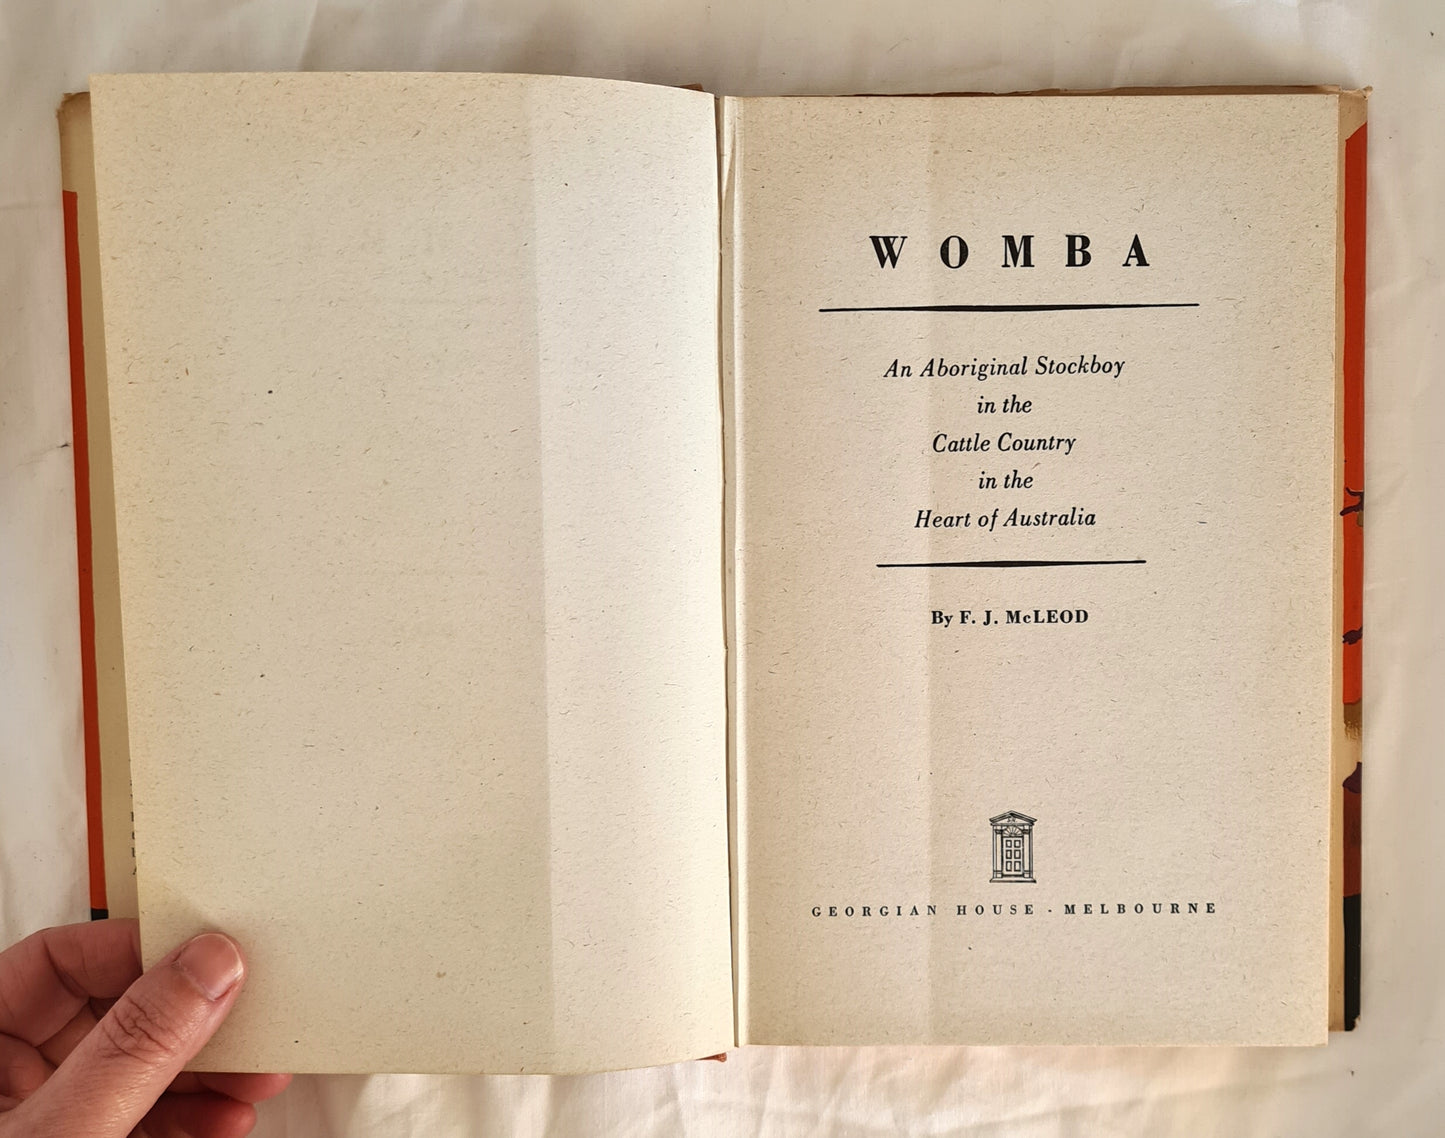 WOMBA
An Aboriginal Stockboy
in the
Cattle Country
in the
Heart of Australia
By F. J. McLEOD
GEORGIAN HOUSE · MELBOURNE